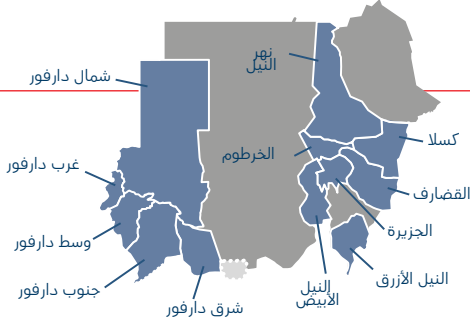 نهر
النيل
شمال دارفور
كسلا
الخرطوم
غرب دارفور
القضارف
الجزيرة
وسط دارفور
النيل الأزرق
النيل
الأبيض
جنوب دارفور
شرق دارفور